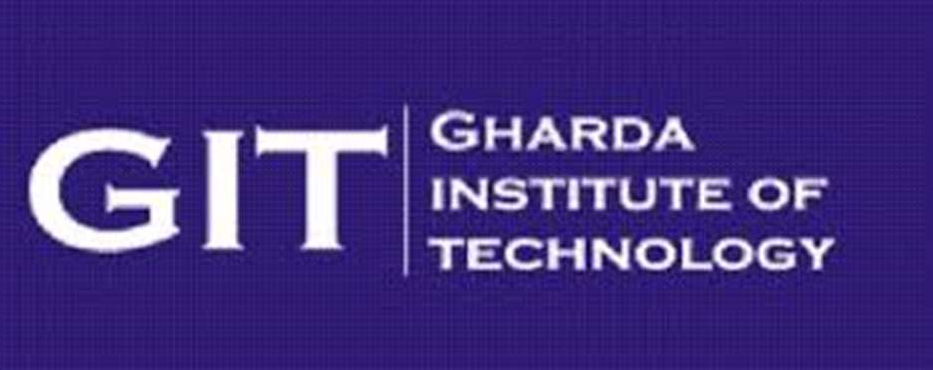 GIT
GHARDA
INSTITUTE OF
TECHNOLOGY